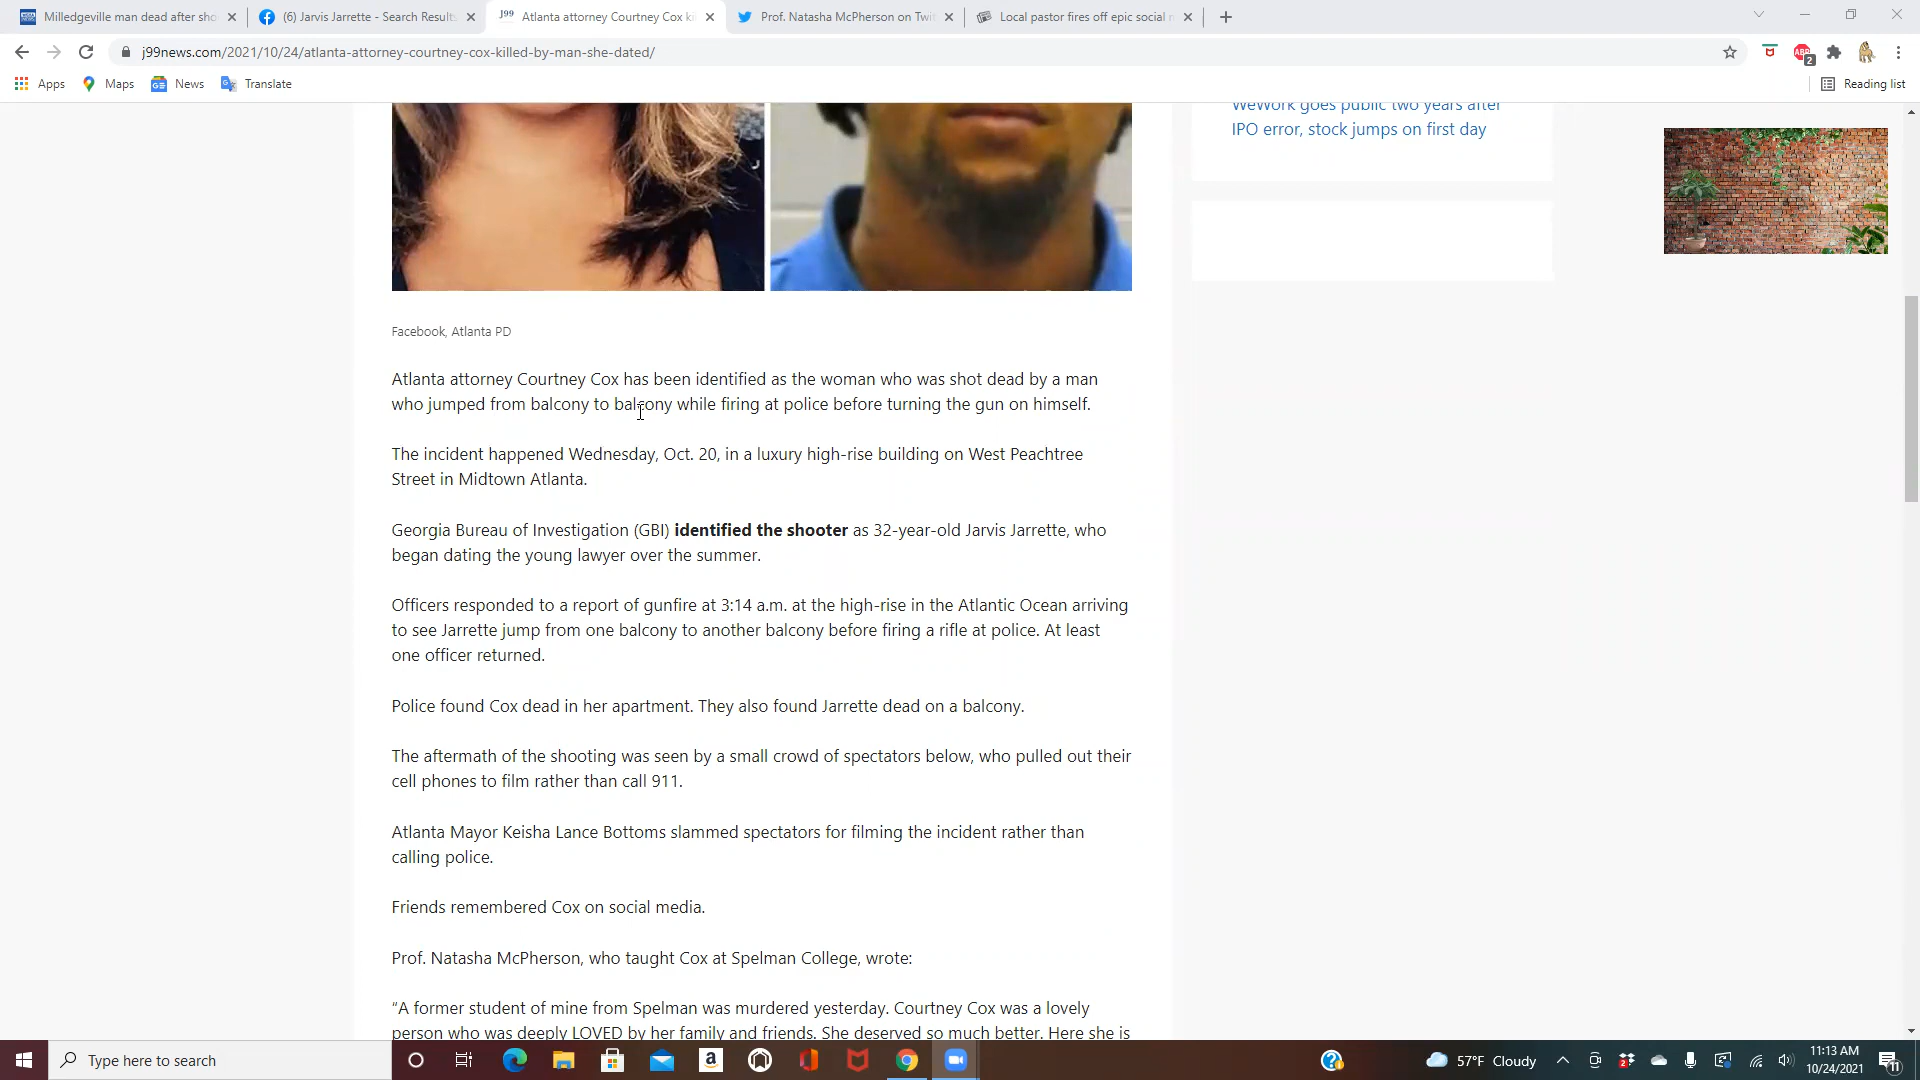 Milledgeville man dead after sho
(6) Jarvis Jarrette - Search Results
J99 Atlanta attorney Courtney Cox ki
Prof. Natasha McPherson on Twit
Local pastor fires off epic social
j99news.com/2021/10/24/atlanta-attorney-courtney-cox-killed-by-man-she-dated/
ABP 2
Apps Maps News Translate Reading list
WeWork goes public two years after
IPO error, stock jumps on first day
Facebook, Atlanta PD
Atlanta attorney Courtney Cox has been identified as the woman who was shot dead by a man
who jumped from balcony to balcony while firing at police before turning the gun on himself.
The incident happened Wednesday, Oct. 20, in a luxury high-rise building on West Peachtree
Street in Midtown Atlanta.
Georgia Bureau of Investigation (GBI) identified the shooter as 32-year-old Jarvis Jarrette, who
began dating the young lawyer over the summer.
Officers responded to a report of gunfire at 3:14 a.m. at the high-rise in the Atlantic Ocean arriving
to see Jarrette jump from one balcony to another balcony before firing a rifle at police. At least
one officer returned.
Police found Cox dead in her apartment. They also found Jarrette dead on a balcony.
The aftermath of the shooting was seen by a small crowd of spectators below, who pulled out their
cell phones to film rather than call 911.
Atlanta Mayor Keisha Lance Bottoms slammed spectators for filming the incident rather than
calling police.
Friends remembered Cox on social media.
Prof. Natasha McPherson, who taught Cox at Spelman College, wrote:
“A former student of mine from Spelman was murdered yesterday. Courtney Cox was a lovely
person who was deeply LOVED by her family and friends. She deserved so much better. Here she is
Type here to search
57°F Cloudy
11:13 AM
10/24/2021
11